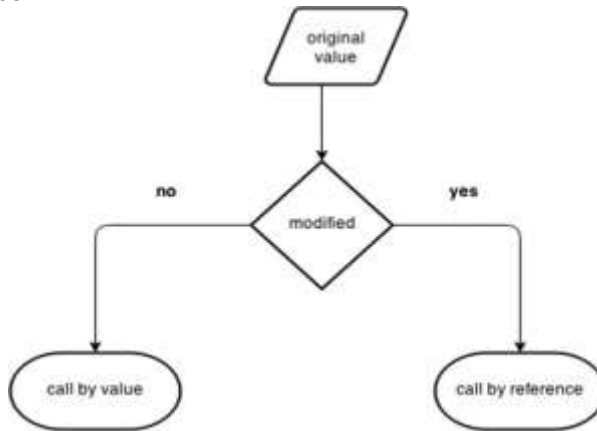 original
value
no
yes
modified
call by value
call by reference